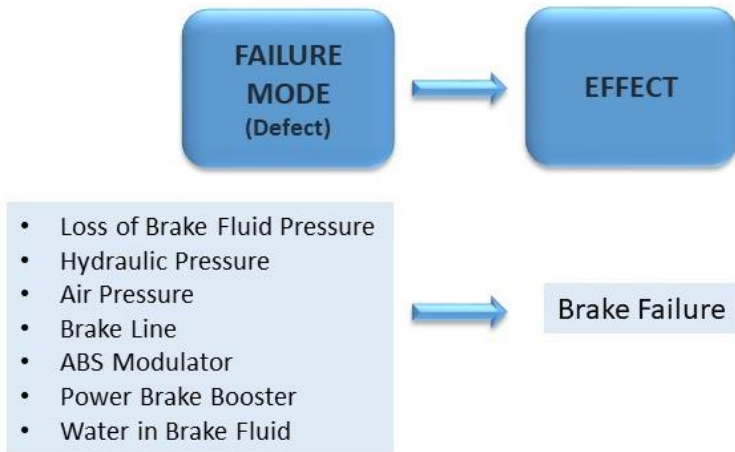 FAILURE
MODE
(Defect)
EFFECT
• Loss of Brake Fluid Pressure
• Hydraulic Pressure
• Air Pressure
• Brake Line
• ABS Modulator
• Power Brake Booster
• Water in Brake Fluid
Brake Failure